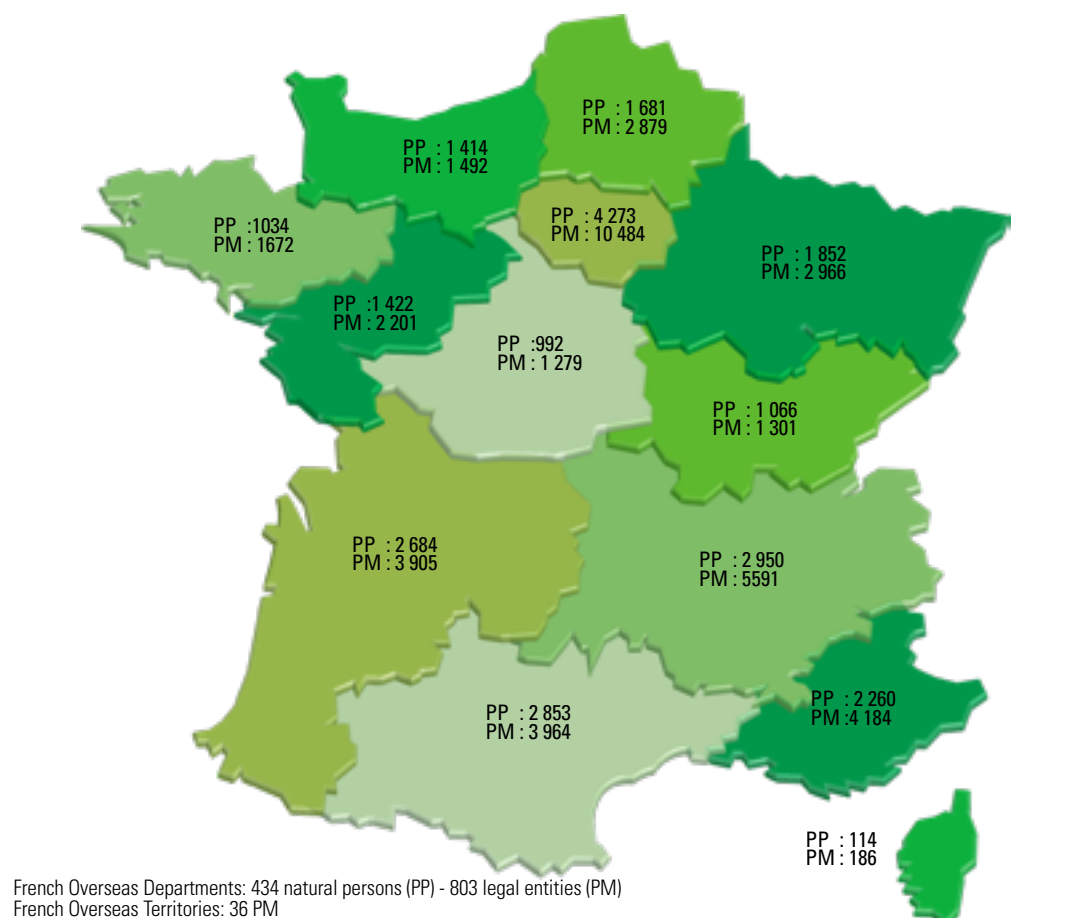 PP : 1 681
PM : 2 879
PP : 1 414
PM : 1 492
PP : 4 273
PM : 10 484
PP :1034
PM : 1672
PP : 1 852
PM : 2 966
PP :1 422
PM : 2 201
PP :992
PM : 1 279
PP : 1 066
PM : 1 301
PP : 2 684
PM : 3 905
PP : 2 950
PM : 5591
PP : 2 260
PM :4 184
PP : 2 853
PM : 3 964
PP : 114
PM : 186
French Overseas Departments: 434 natural persons (PP) - 803 legal entities (PM)
French Overseas Territories: 36 PM